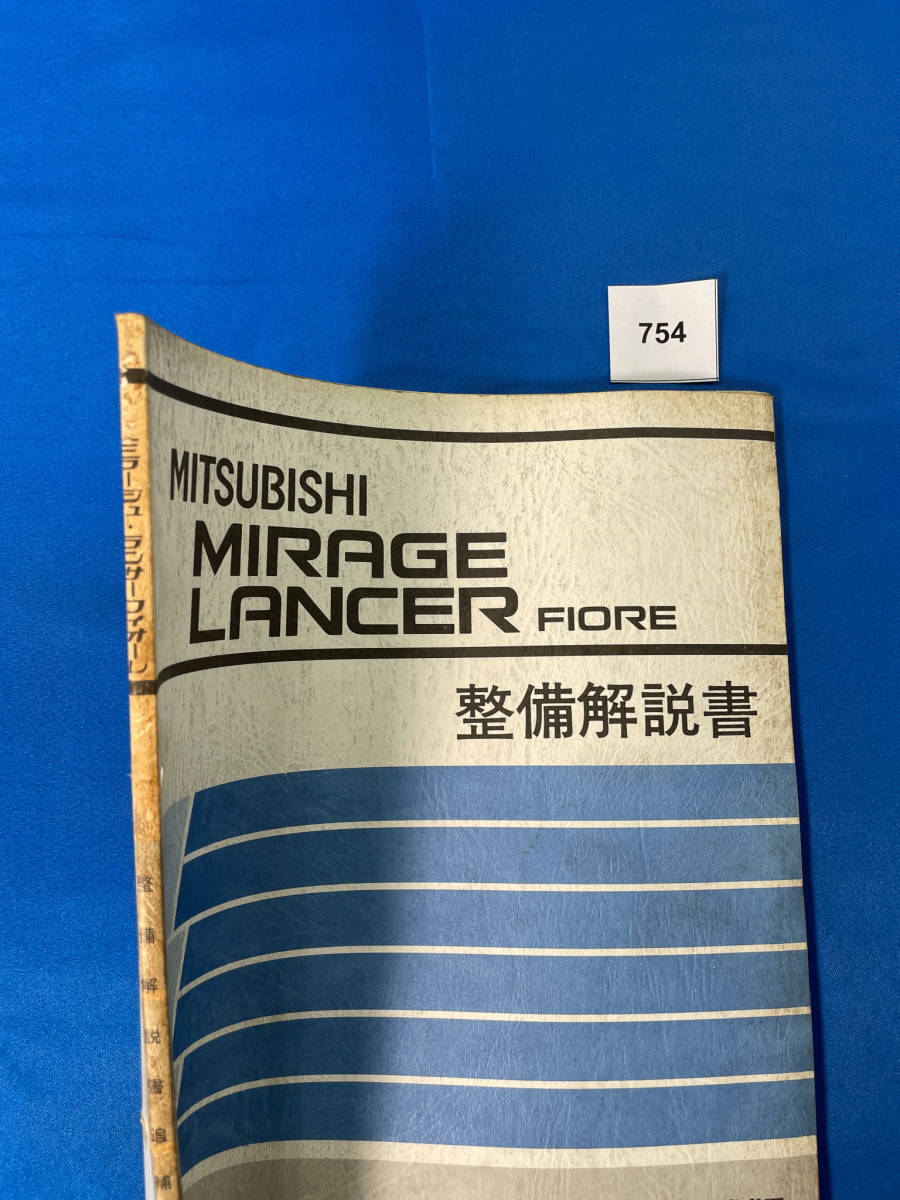 754
MITSUBISHI
MIRAGE
LANCER FIORE
整備解説書
ミラージュ・ランサーフィオーレ
整備解説書追補